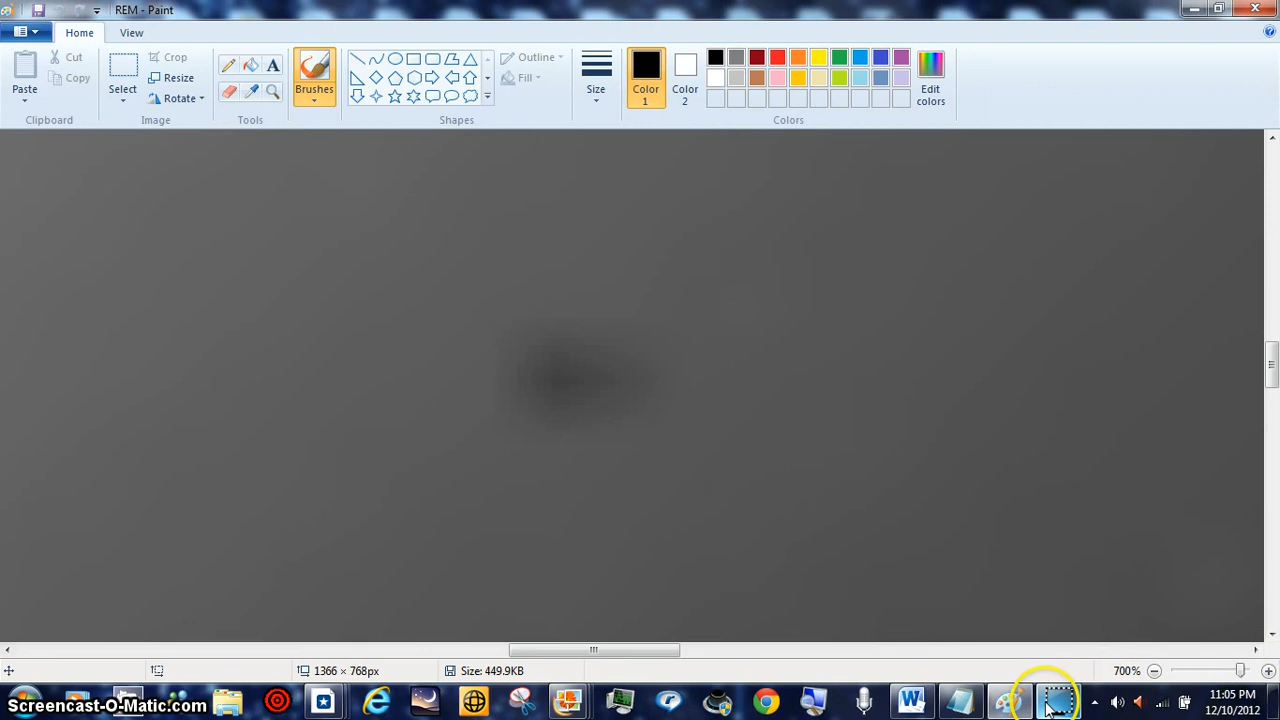 REM - Paint
Home
View
Paste
Cut
Copy
Clipboard
Select
Crop
Resize
Rotate
Image
A
Tools
Brushes
Outline
Fill
Shapes
Size
Color 1
Color 2
Edit colors
Colors
1366 × 768px
Size: 449.9KB
700%
Screencast-O-Matic.com
11:05 PM
12/10/2012